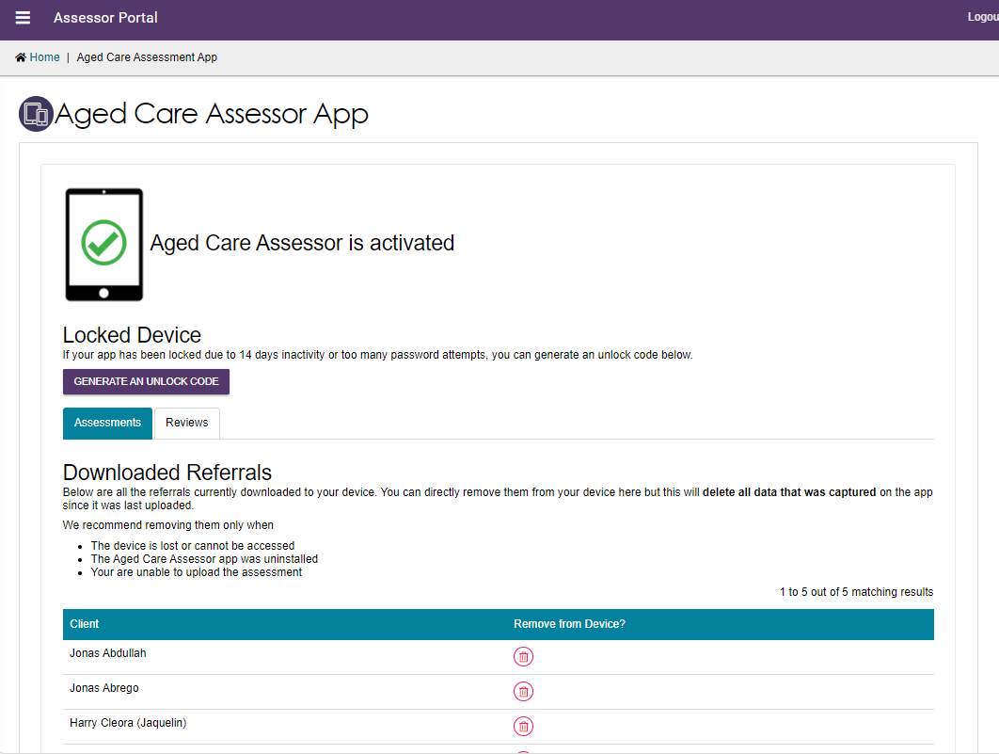 Assessor Portal
Logou
Home | Aged Care Assessment App
Aged Care Assessor App
Aged Care Assessor is activated
Locked Device
If your app has been locked due to 14 days inactivity or too many password attempts, you can generate an unlock code below.
GENERATE AN UNLOCK CODE
Assessments Reviews
Downloaded Referrals
Below are all the referrals currently downloaded to your device. You can directly remove them from your device here but this will delete all data that was captured on the app
since it was last uploaded.
We recommend removing them only when
• The device is lost or cannot be accessed
• The Aged Care Assessor app was uninstalled
• Your are unable to upload the assessment
1 to 5 out of 5 matching results
Client Remove from Device?
Jonas Abdullah
Jonas Abrego
Harry Cleora (Jaquelin)